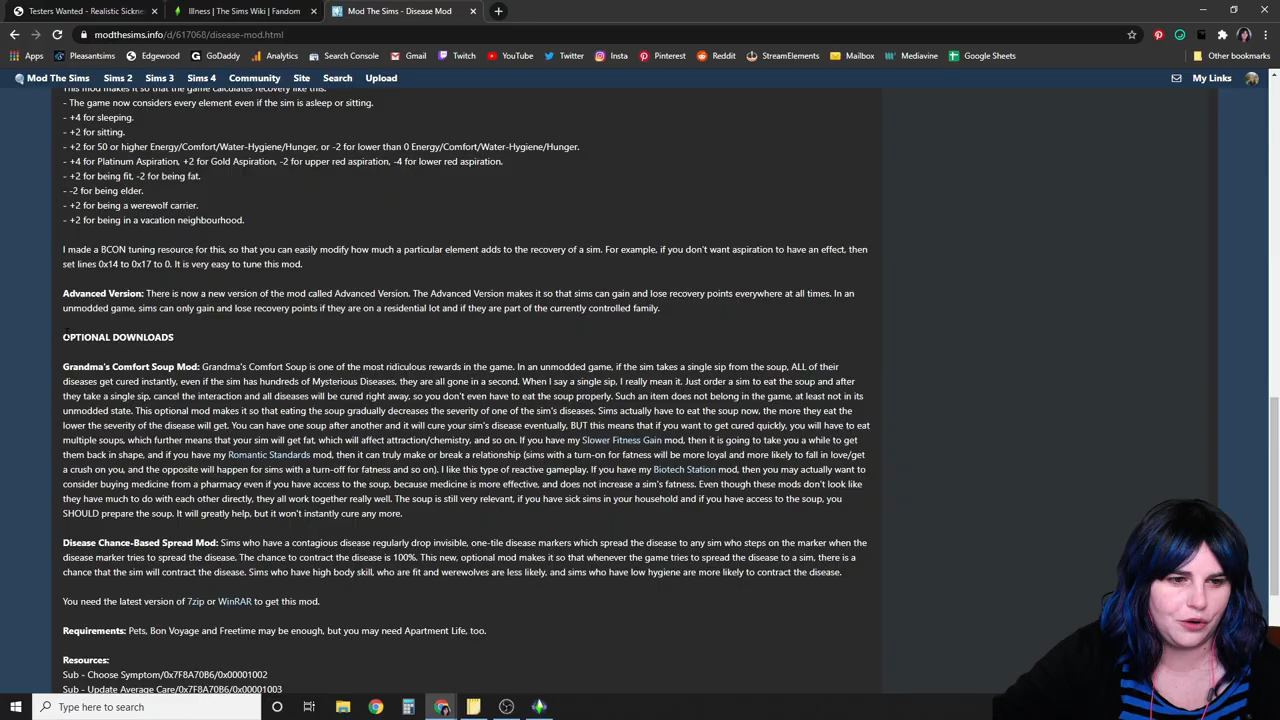 Testers Wanted - Realistic Sickness
Illness | The Sims Wiki | Fandom
Mod The Sims - Disease Mod
modthesims.info/d/617068/disease-mod.html
Apps
Pleasantsims
Edgewood
GoDaddy
Analytics
Search Console
Gmail
Twitch
YouTube
Twitter
Insta
Pinterest
Reddit
StreamElements
Mailbox
Mediavine
Google Sheets
Other bookmarks
Mod The Sims
Sims 2
Sims 3
Sims 4
Community
Site
Search
Upload
My Links
This mod makes it so that the game calculates recovery like this:
- The game now considers every element even if the sim is asleep or sitting.
- +4 for sleeping.
- +2 for sitting.
- +2 for 50 or higher Energy/Comfort/Water-Hygiene/Hunger, or -2 for lower than 0 Energy/Comfort/Water-Hygiene/Hunger.
- +4 for Platinum Aspiration, +2 for Gold Aspiration, -2 for upper red aspiration, -4 for lower red aspiration.
- +2 for being fit, -2 for being fat.
- -2 for being elder.
- +2 for being a werewolf carrier.
- +2 for being in a vacation neighbourhood.
I made a BCON tuning resource for this, so that you can easily modify how much a particular element adds to the recovery of a sim. For example, if you don't want aspiration to have an effect, then
set lines 0x14 to 0x17 to 0. It is very easy to tune this mod.
Advanced Version: There is now a new version of the mod called Advanced Version. The Advanced Version makes it so that sims can gain and lose recovery points everywhere at all times. In an
unmodded game, sims can only gain and lose recovery points if they are on a residential lot and if they are part of the currently controlled family.
OPTIONAL DOWNLOADS
Grandma's Comfort Soup Mod: Grandma's Comfort Soup is one of the most ridiculous rewards in the game. In an unmodded game, if the sim takes a single sip from the soup, ALL of their
diseases get cured instantly, even if the sim has hundreds of Mysterious Diseases, they are all gone in a second. When I say a single sip, I really mean it. Just order a sim to eat the soup and after
they take a single sip, cancel the interaction and all diseases will be cured right away, so you don't even have to eat the soup properly. Such an item does not belong in the game, at least not in its
unmodded state. This optional mod makes it so that eating the soup gradually decreases the severity of one of the sim's diseases. Sims actually have to eat the soup now, the more they eat the
lower the severity of the disease will get. You can have one soup after another and it will cure your sim's disease eventually, BUT this means that if you want to get cured quickly, you will have to eat
multiple soups, which further means that your sim will get fat, which will affect attraction/chemistry, and so on. If you have my Slower Fitness Gain mod, then it is going to take you a while to get
them back in shape, and if you have my Romantic Standards mod, then it can truly make or break a relationship (sims with a turn-on for fatness will be more loyal and more likely to fall in love/get
a crush on you, and the opposite will happen for sims with a turn-off for fatness and so on). I like this type of reactive gameplay. If you have my Biotech Station mod, then you may actually want to
consider buying medicine from a pharmacy even if you have access to the soup, because medicine is more effective, and does not increase a sim's fatness. Even though these mods don't look like
they have much to do with each other directly, they all work together really well. The soup is still very relevant, if you have sick sims in your household and if you have access to the soup, you
SHOULD prepare the soup. It will greatly help, but it won't instantly cure any more.
Disease Chance-Based Spread Mod: Sims who have a contagious disease regularly drop invisible, one-tile disease markers which spread the disease to any sim who steps on the marker when the
disease marker tries to spread the disease. The chance to contract the disease is 100%. This new, optional mod makes it so that whenever the game tries to spread the disease to a sim, there is a
chance that the sim will contract the disease. Sims who have high body skill, who are fit and werewolves are less likely, and sims who have low hygiene are more likely to contract the disease.
You need the latest version of 7zip or WinRAR to get this mod.
Requirements: Pets, Bon Voyage and Freetime may be enough, but you may need Apartment Life, too.
Resources:
Sub - Choose Symptom/0x7F8A70B6/0x00001002
Sub - Update Average Care/0x7F8A70B6/0x00001003
Type here to search